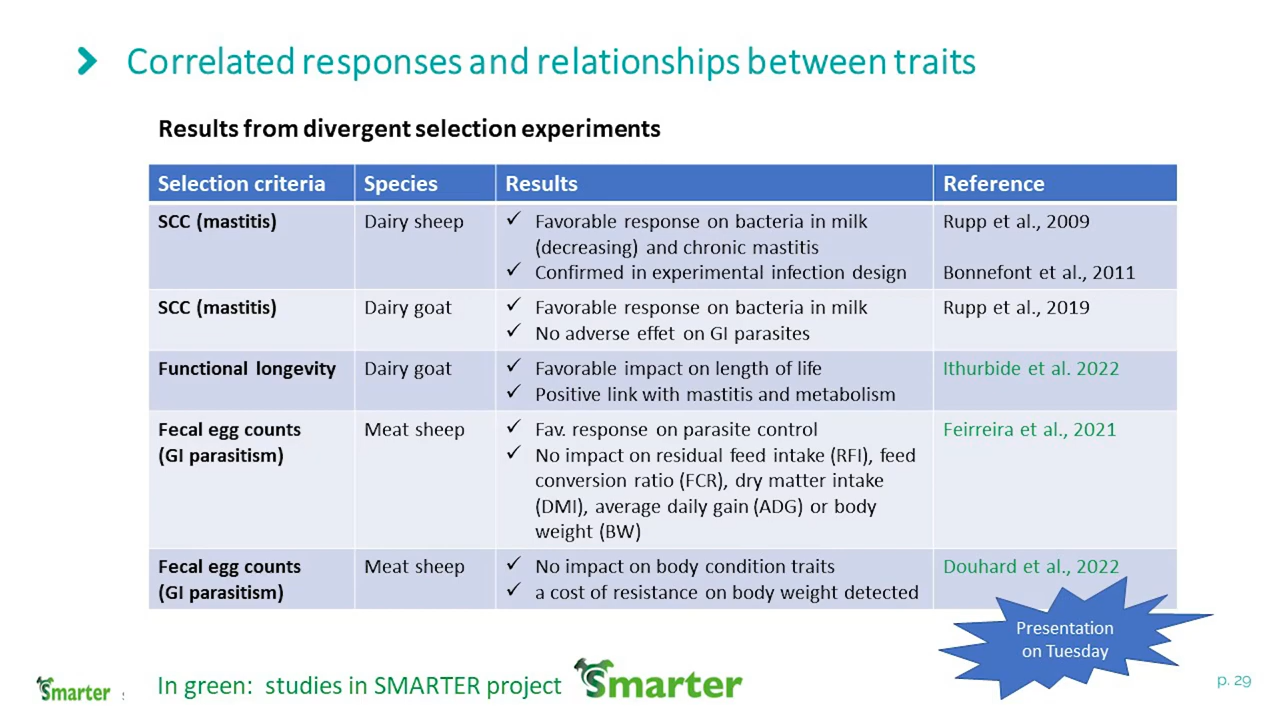 Correlated responses and relationships between traits
Results from divergent selection experiments
Selection criteria Species Results Reference
SCC (mastitis) Dairy sheep ✓ Favorable response on bacteria in milk Rupp et al., 2009
(decreasing) and chronic mastitis
✓ Confirmed in experimental infection design Bonnefont et al., 2011
SCC (mastitis) Dairy goat ✓ Favorable response on bacteria in milk Rupp et al., 2019
✓ No adverse effet on GI parasites
Functional longevity Dairy goat ✓ Favorable impact on length of life Ithurbide et al. 2022
✓ Positive link with mastitis and metabolism
Fecal egg counts Meat sheep ✓ Fav. response on parasite control Feirreira et al., 2021
(GI parasitism) ✓ No impact on residual feed intake (RFI), feed
conversion ratio (FCR), dry matter intake
(DMI), average daily gain (ADG) or body
weight (BW)
Fecal egg counts Meat sheep ✓ No impact on body condition traits Douhard et al., 2022
(GI parasitism) ✓ a cost of resistance on body weight detected
Presentation
on Tuesday
Smarter In green: studies in SMARTER project Smarter p. 29